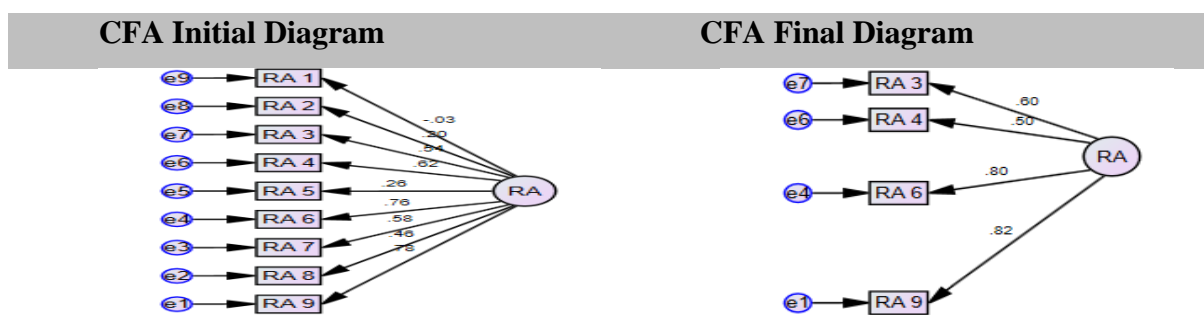 CFA Initial Diagram CFA Final Diagram
e9 RA 1
-.03
e8 RA 2
.20
e7 RA 3
.54
e6 RA 4
.62
e5 RA 5
.26
RA
e4 RA 6
.76
e3 RA 7
.58
.46
e2 RA 8
.78
e1 RA 9
e7 RA 3
.60
e6 RA 4
.50
RA
e4 RA 6
.80
.82
e1 RA 9